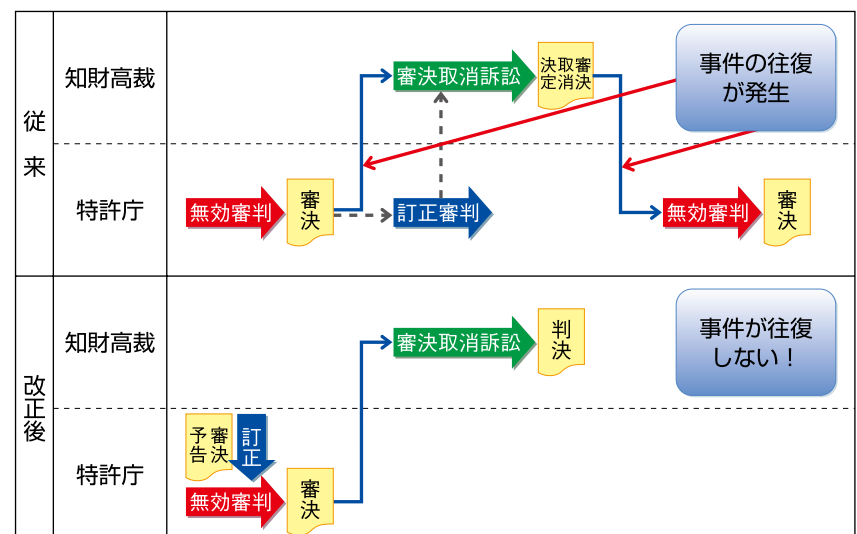 従来
知財高裁
審決取消訴訟
審決
取消
決定
事件の往復
が発生
特許庁
無効審判
審決
訂正審判
無効審判
審決
改正後
知財高裁
審決取消訴訟
判決
事件が往復
しない！
特許庁
審決
予告
訂正
無効審判
審決